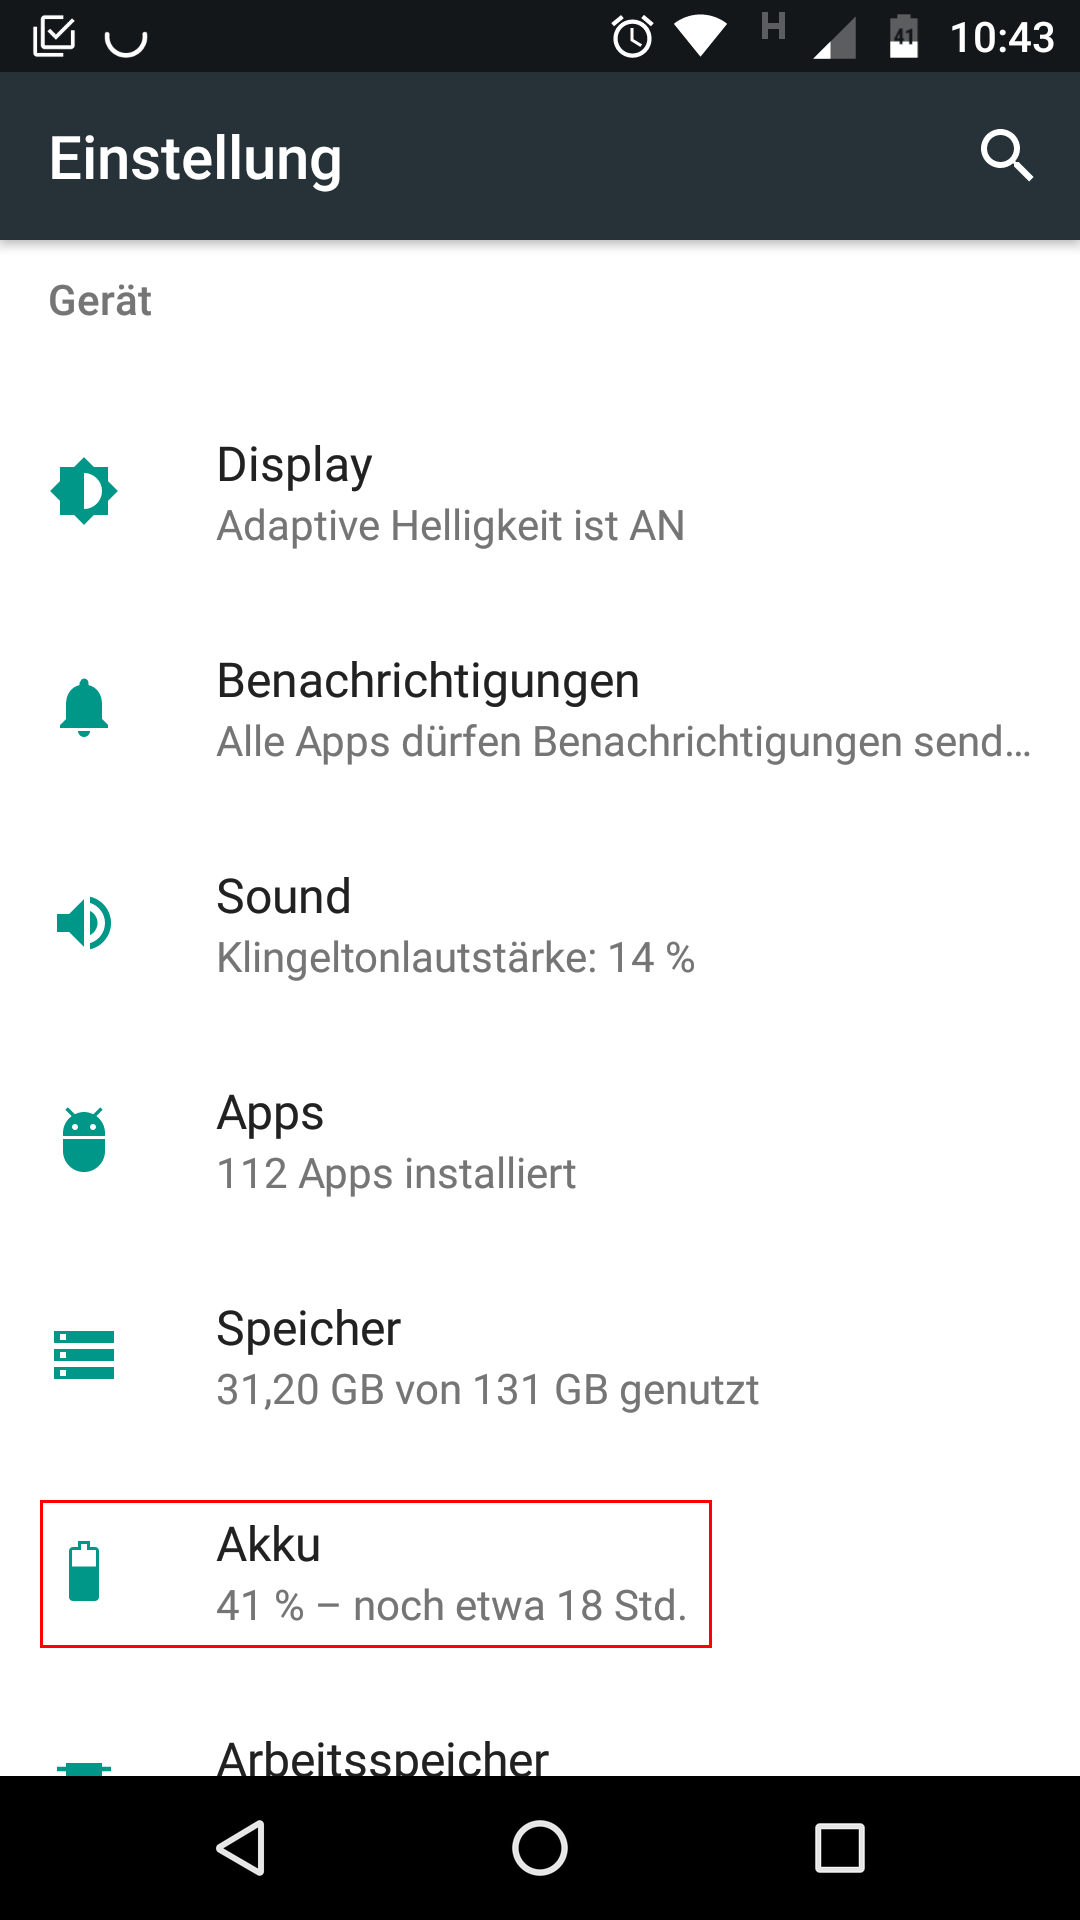 H 41 10:43
Einstellung
Gerät
Display
Adaptive Helligkeit ist AN
Benachrichtigungen
Alle Apps dürfen Benachrichtigungen send…
Sound
Klingeltonlautstärke: 14 %
Apps
112 Apps installiert
Speicher
31,20 GB von 131 GB genutzt
Akku
41 % – noch etwa 18 Std.
Arbeitsspeicher